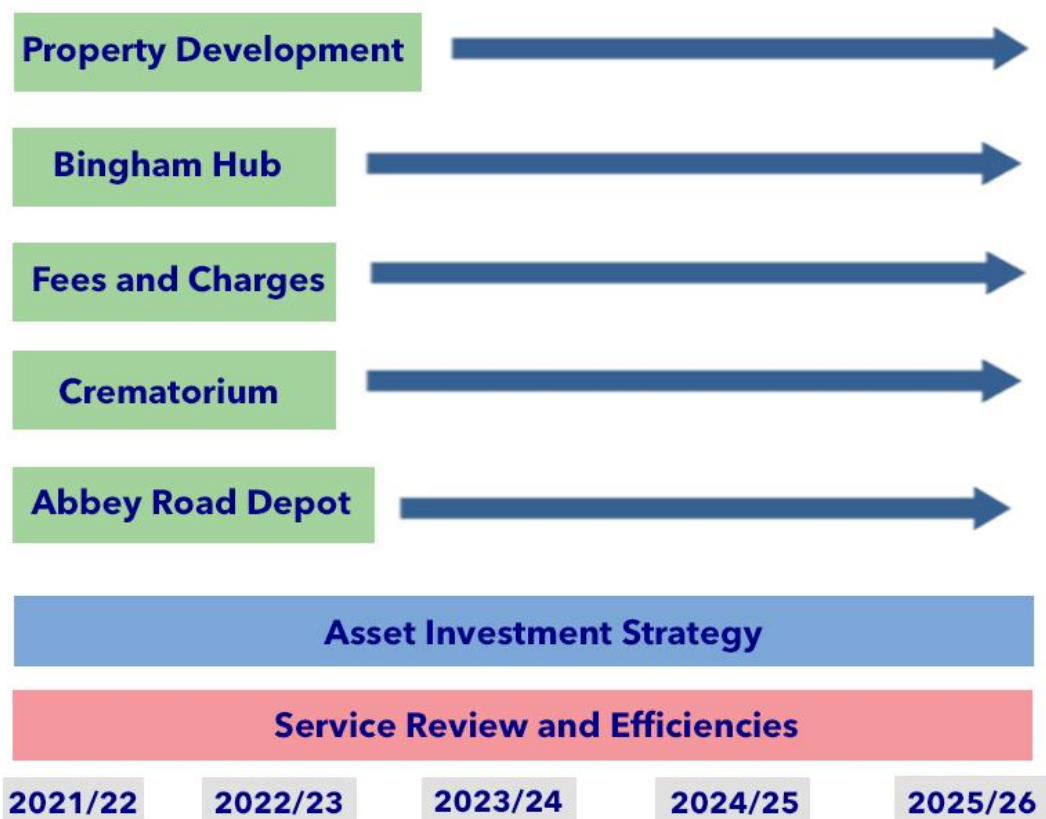 Property Development
Bingham Hub
Fees and Charges
Crematorium
Abbey Road Depot
Asset Investment Strategy
Service Review and Efficiencies
2021/22 2022/23 2023/24 2024/25 2025/26